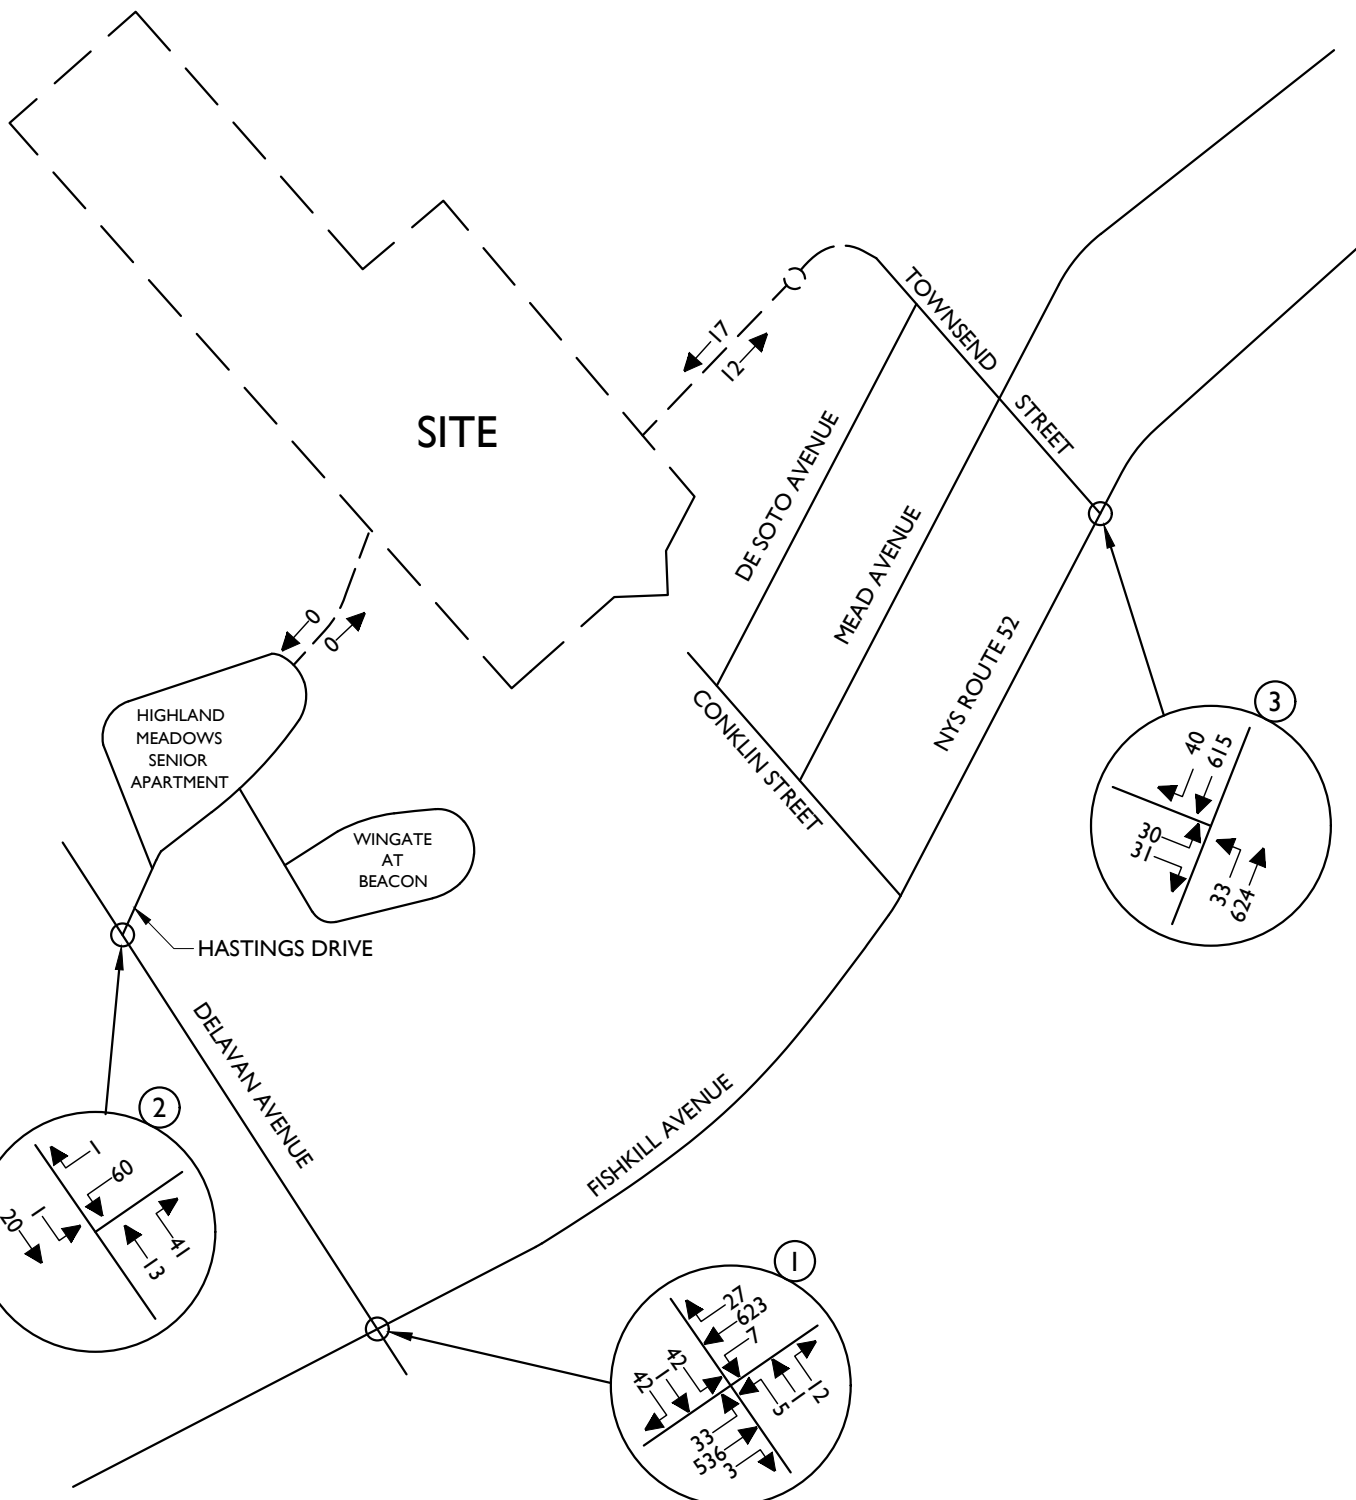 TOWNSEND
STREET
17
12
SITE
DE SOTO AVENUE
MEAD AVENUE
NYS ROUTE 52
0
0
HIGHLAND
MEADOWS
SENIOR
APARTMENT
CONKLIN STREET
3
40
615
30
31
33
624
WINGATE
AT
BEACON
HASTINGS DRIVE
DELAVAN AVENUE
FISHKILL AVENUE
2
1
60
20
1
41
13
1
27
623
7
42
1
42
12
1
5
33
536
3